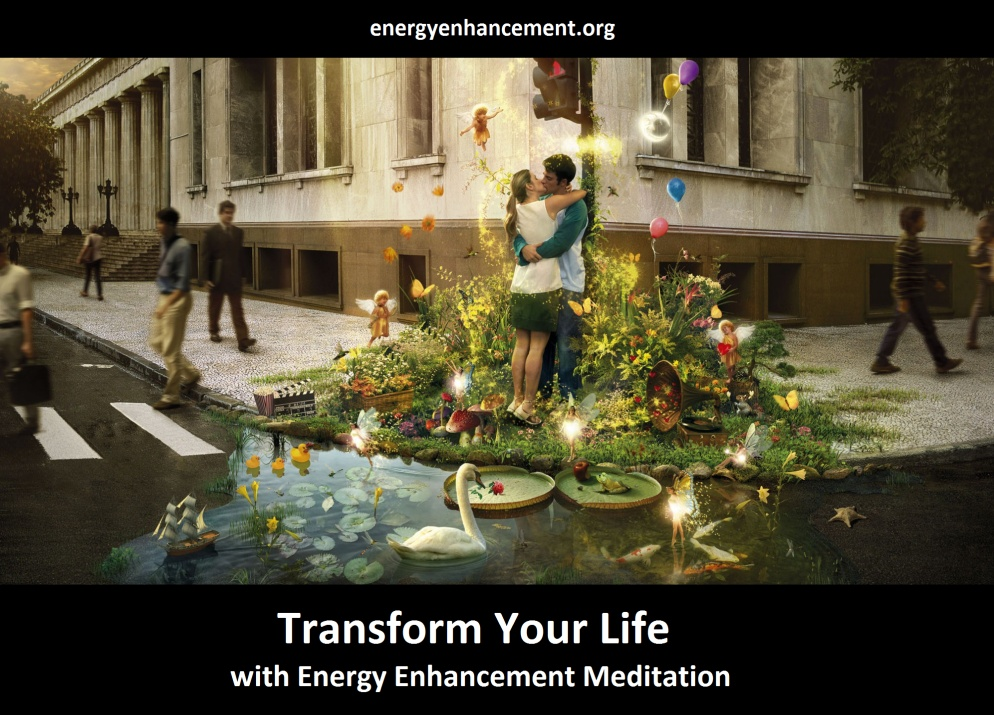 energyenhancement.org
Transform Your Life
with Energy Enhancement Meditation